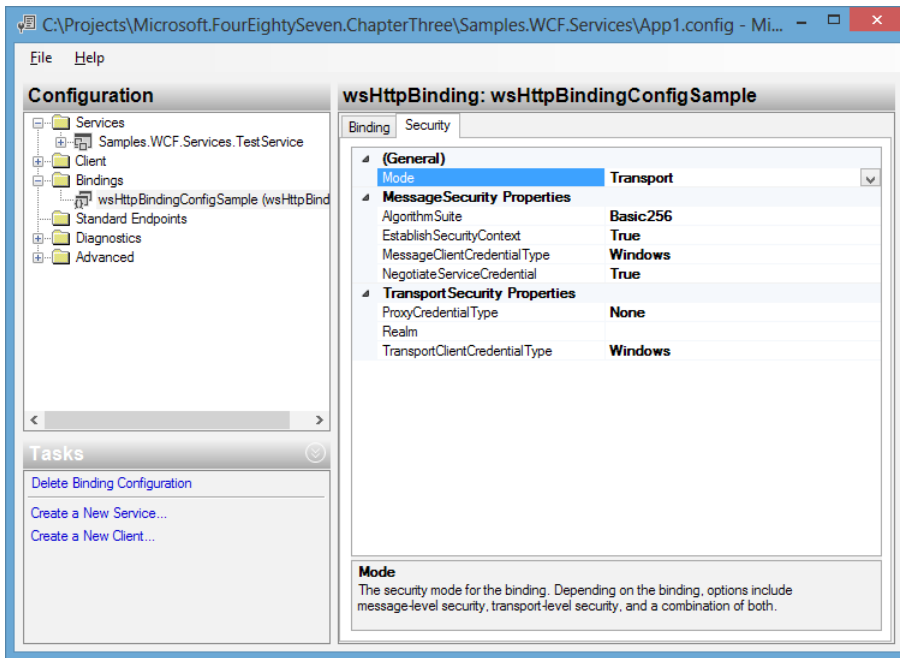 C:\Projects\Microsoft.FourEightySeven.ChapterThree\Samples.WCF.Services\App1.config - Mi...
File Help
Configuration
Services
Samples.WCF.Services.TestService
Client
Bindings
wsHttpBindingConfigSample (wsHttpBind
Standard Endpoints
Diagnostics
Advanced
Tasks
Delete Binding Configuration
Create a New Service...
Create a New Client...
wsHttpBinding: wsHttpBindingConfigSample
Binding Security
(General)
Mode Transport
MessageSecurity Properties
AlgorithmSuite Basic256
EstablishSecurityContext True
MessageClientCredentialType Windows
NegotiateServiceCredential True
TransportSecurity Properties
ProxyCredentialType None
Realm
TransportClientCredentialType Windows
Mode
The security mode for the binding. Depending on the binding, options include
message-level security, transport-level security, and a combination of both.